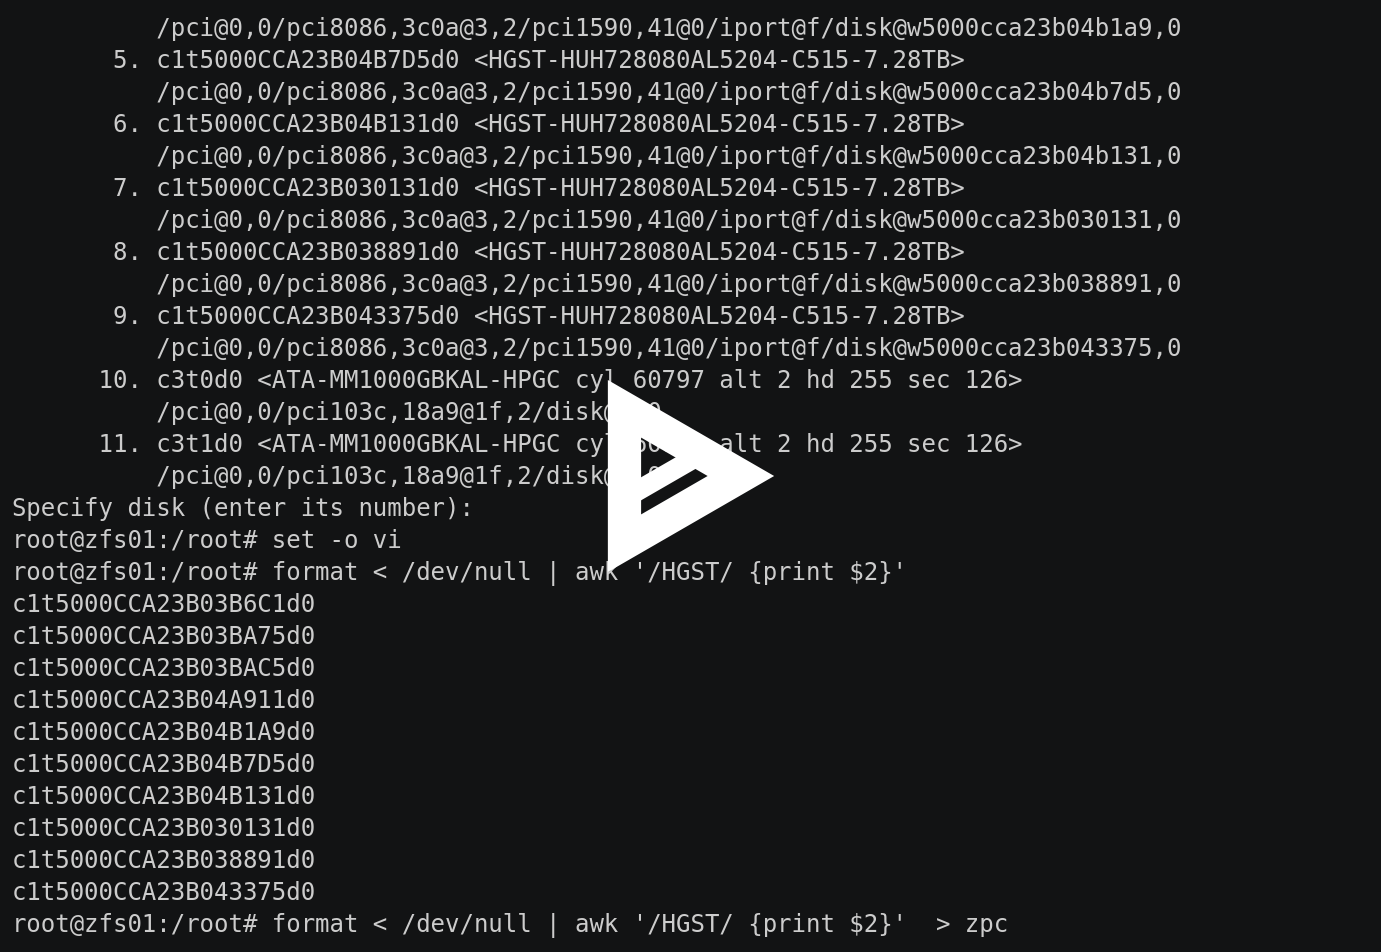 /pci@0,0/pci8086,3c0a@3,2/pci1590,41@0/iport@f/disk@w5000cca23b04b1a9,0
5. c1t5000CCA23B04B7D5d0 <HGST-HUH728080AL5204-C515-7.28TB>
/pci@0,0/pci8086,3c0a@3,2/pci1590,41@0/iport@f/disk@w5000cca23b04b7d5,0
6. c1t5000CCA23B04B131d0 <HGST-HUH728080AL5204-C515-7.28TB>
/pci@0,0/pci8086,3c0a@3,2/pci1590,41@0/iport@f/disk@w5000cca23b04b131,0
7. c1t5000CCA23B030131d0 <HGST-HUH728080AL5204-C515-7.28TB>
/pci@0,0/pci8086,3c0a@3,2/pci1590,41@0/iport@f/disk@w5000cca23b030131,0
8. c1t5000CCA23B038891d0 <HGST-HUH728080AL5204-C515-7.28TB>
/pci@0,0/pci8086,3c0a@3,2/pci1590,41@0/iport@f/disk@w5000cca23b038891,0
9. c1t5000CCA23B043375d0 <HGST-HUH728080AL5204-C515-7.28TB>
/pci@0,0/pci8086,3c0a@3,2/pci1590,41@0/iport@f/disk@w5000cca23b043375,0
10. c3t0d0 <ATA-MM1000GBKAL-HPGC cyl 60797 alt 2 hd 255 sec 126>
/pci@0,0/pci103c,18a9@1f,2/disk@
11. c3t1d0 <ATA-MM1000GBKAL-HPGC cyl alt 2 hd 255 sec 126>
/pci@0,0/pci103c,18a9@1f,2/disk@
Specify disk (enter its number):
root@zfs01:/root# set -o vi
root@zfs01:/root# format < /dev/null | awk '/HGST/ {print $2}'
c1t5000CCA23B03B6C1d0
c1t5000CCA23B03BA75d0
c1t5000CCA23B03BAC5d0
c1t5000CCA23B04A911d0
c1t5000CCA23B04B1A9d0
c1t5000CCA23B04B7D5d0
c1t5000CCA23B04B131d0
c1t5000CCA23B030131d0
c1t5000CCA23B038891d0
c1t5000CCA23B043375d0
root@zfs01:/root# format < /dev/null | awk '/HGST/ {print $2}'  > zpc